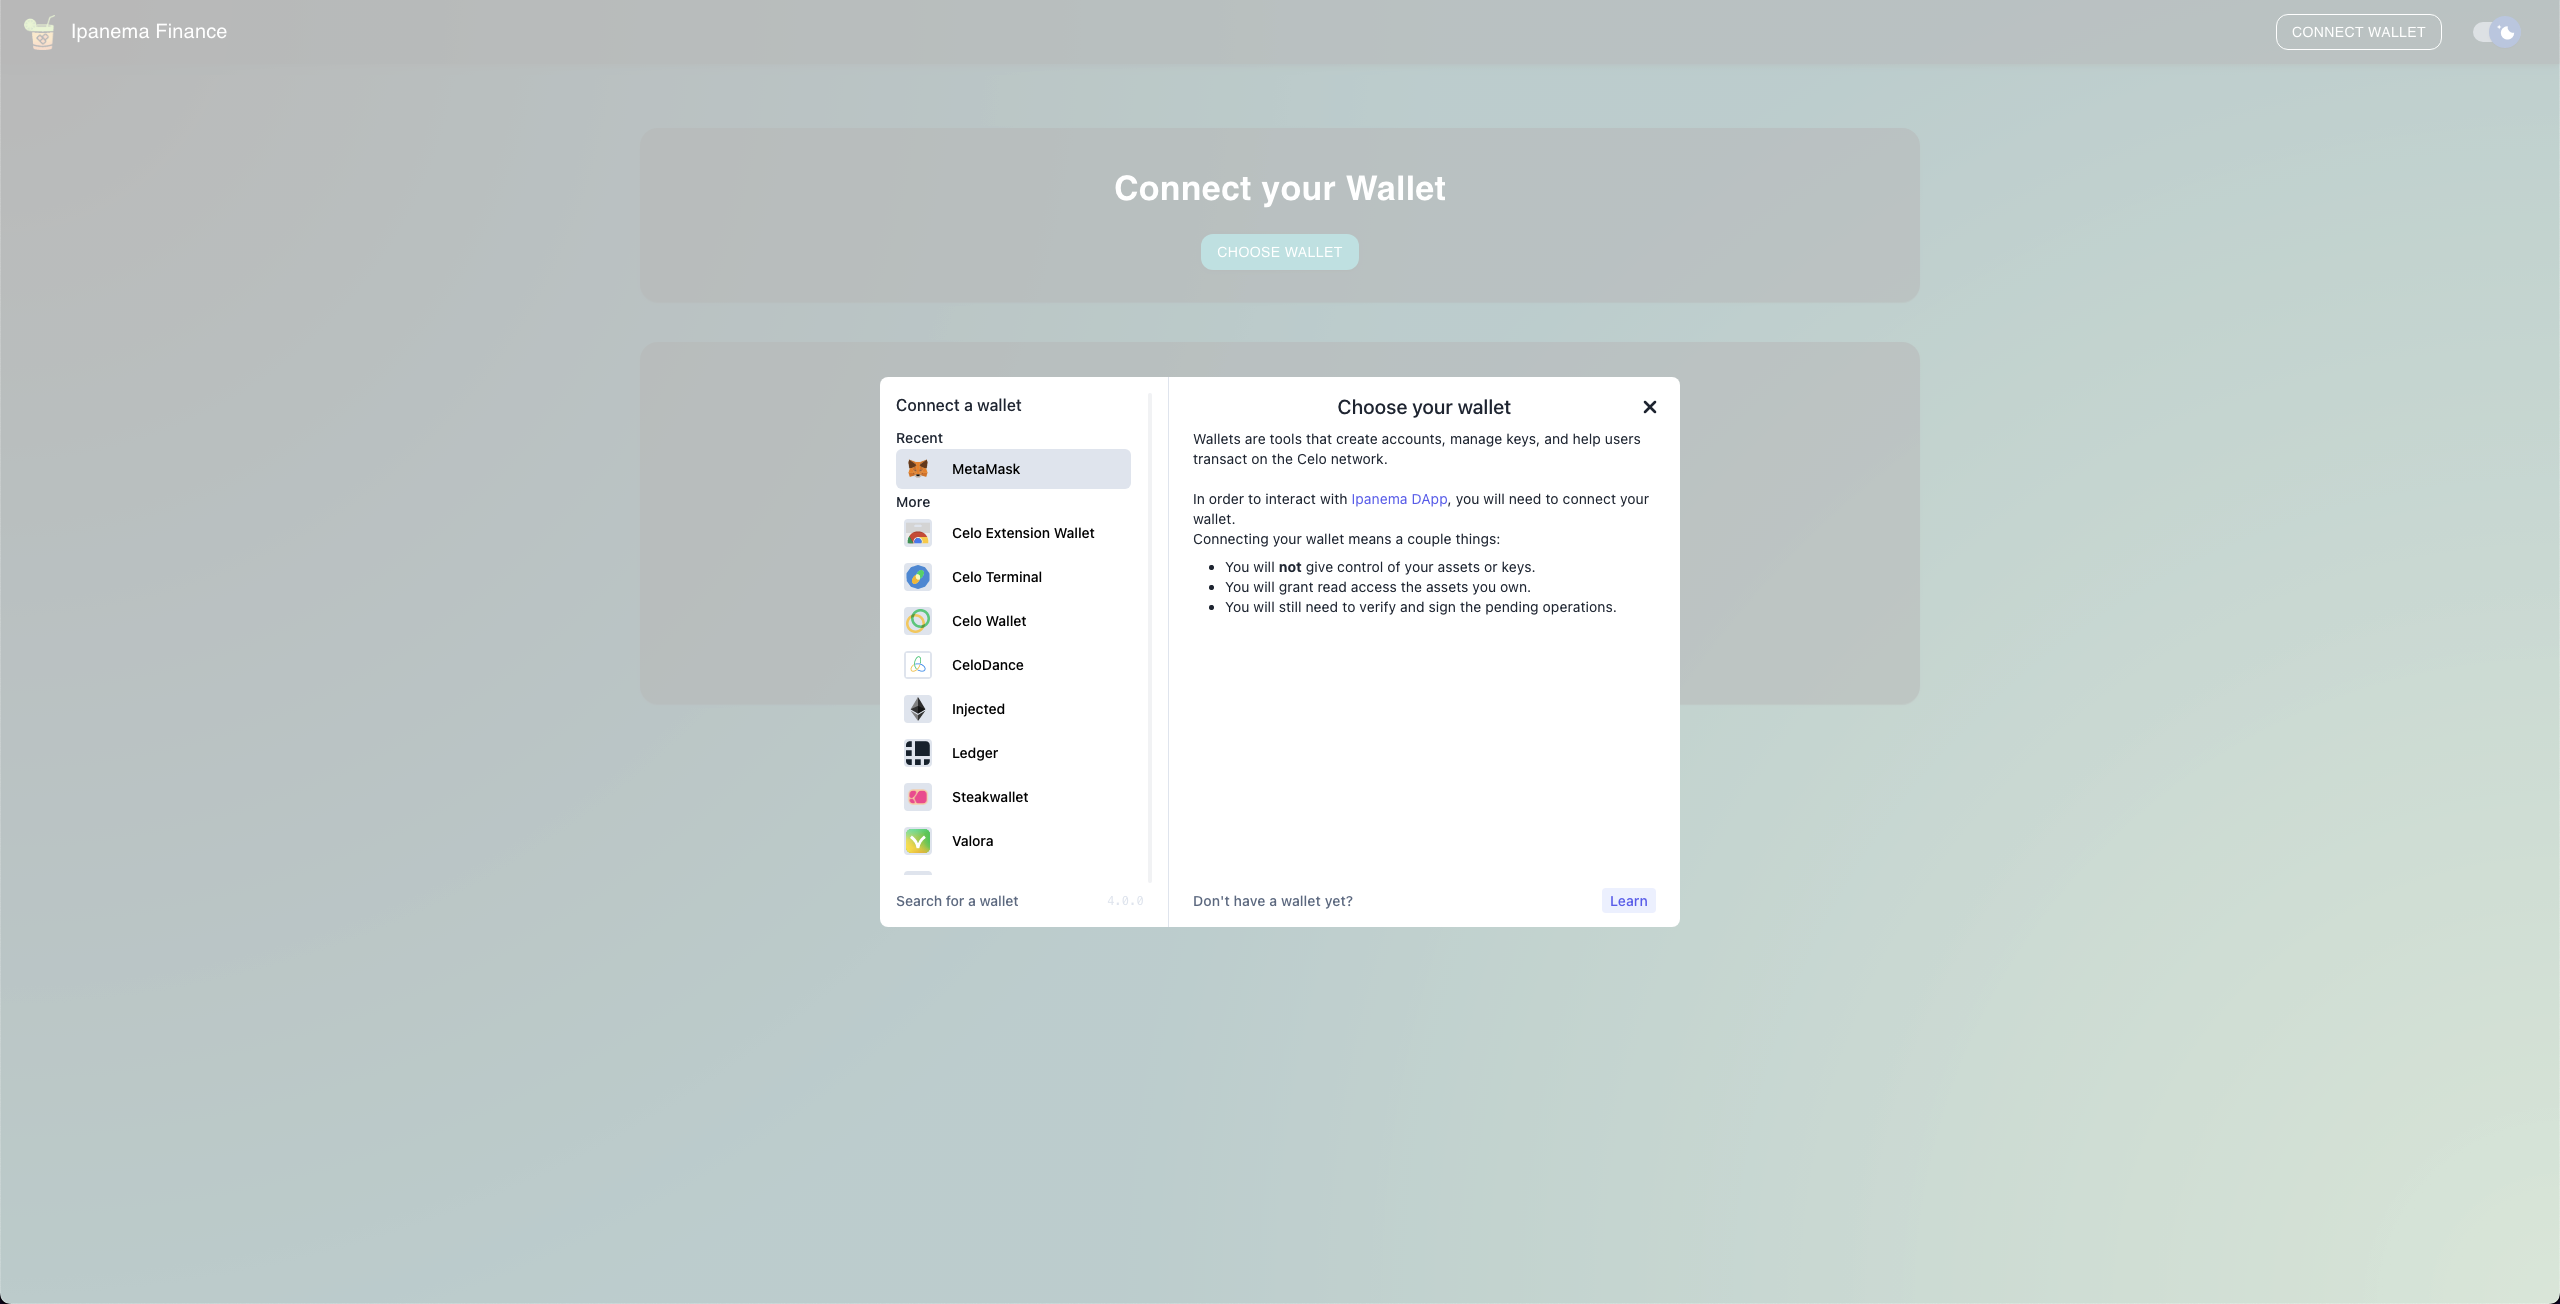 Ipanema Finance
CONNECT WALLET
Connect your Wallet
CHOOSE WALLET
Connect a wallet
Recent
MetaMask
More
Celo Extension Wallet
Celo Terminal
Celo Wallet
CeloDance
Injected
Ledger
Steakwallet
Valora
Search for a wallet
4.0.0
Choose your wallet
Wallets are tools that create accounts, manage keys, and help users
transact on the Celo network.
In order to interact with Ipanema DApp, you will need to connect your
wallet.
Connecting your wallet means a couple things:
You will not give control of your assets or keys.
You will grant read access the assets you own.
You will still need to verify and sign the pending operations.
Don't have a wallet yet?
Learn